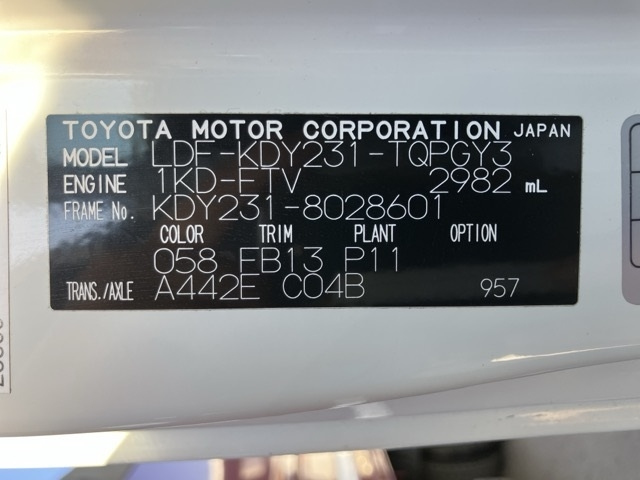 TOYOTA MOTOR CORPORATION JAPAN
MODEL LDF-KDY231-TQPGY3
ENGINE 1KD-FTV 2982 mL
FRAME No. KDY231-8028601
COLOR TRIM PLANT OPTION
058 FB13 P11
TRANS./AXLE A442E C04B 957